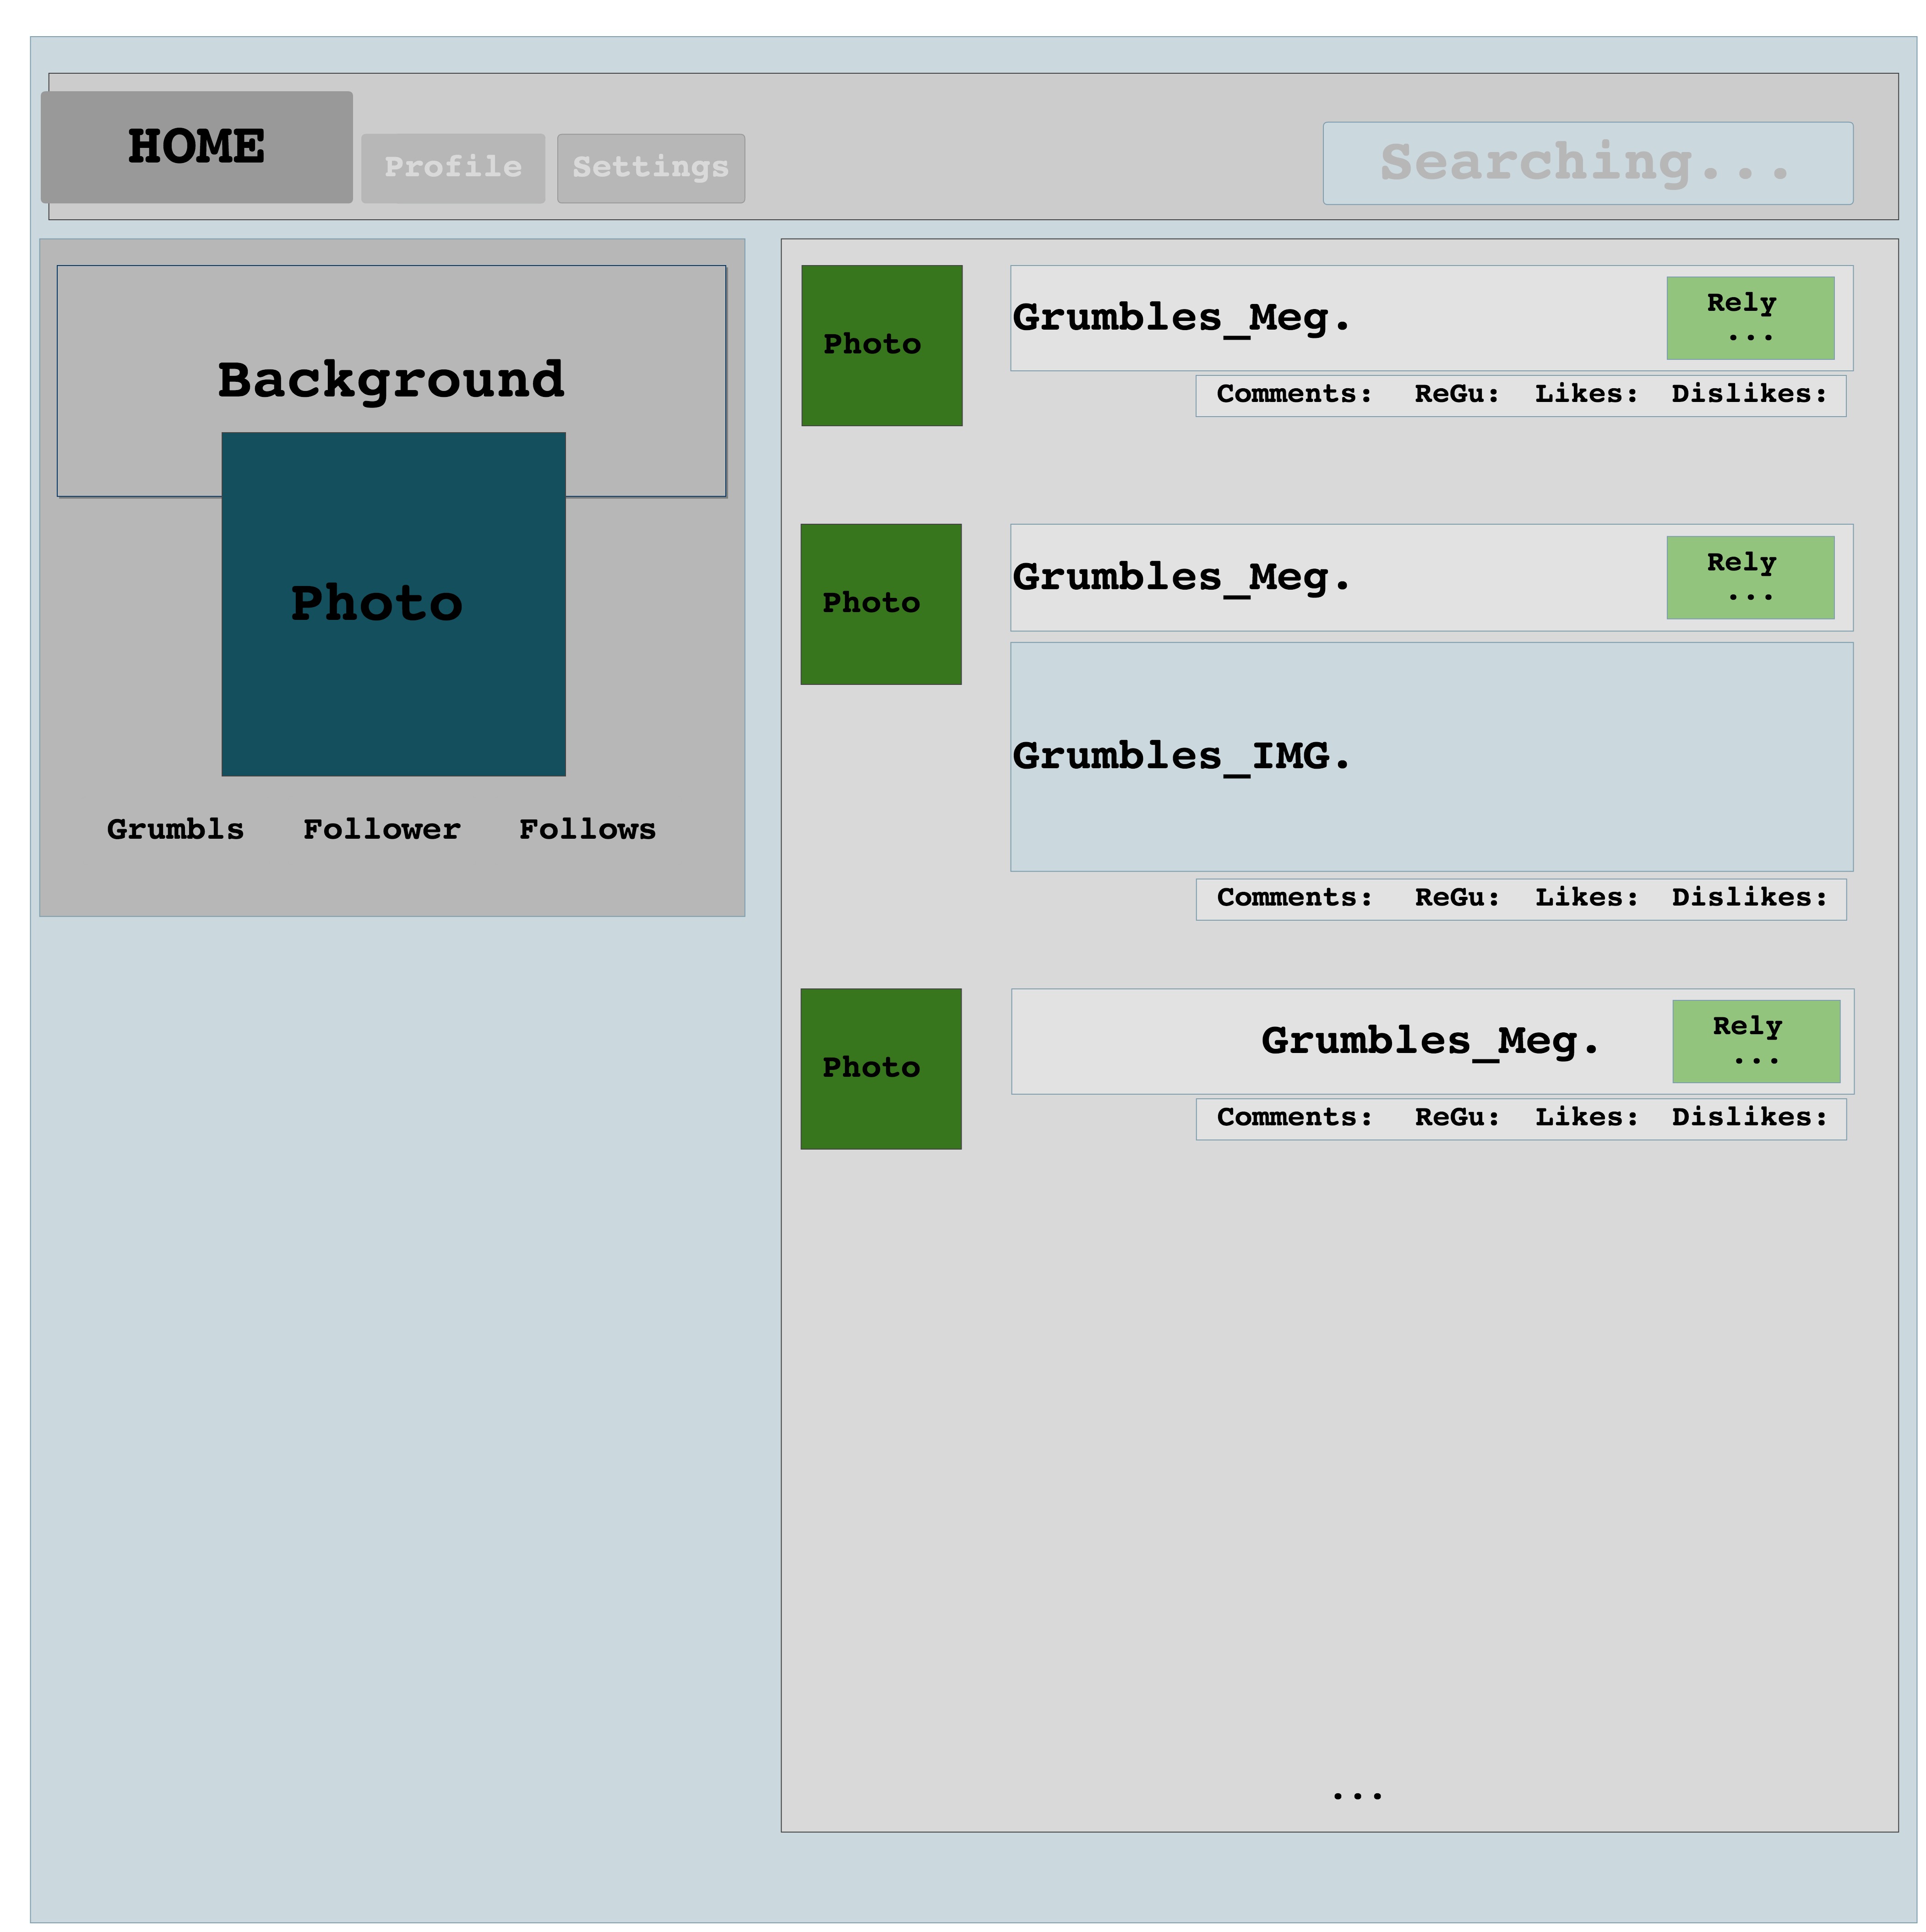 HOME
Profile
Settings
Searching...
Background
Photo
Grumbls Follower Follows
Photo
Grumbles_Meg.
Rely
...
Comments: ReGu: Likes: Dislikes:
Photo
Grumbles_Meg.
Rely
...
Grumbles_IMG.
Comments: ReGu: Likes: Dislikes:
Photo
Grumbles_Meg.
Rely
...
Comments: ReGu: Likes: Dislikes:
...